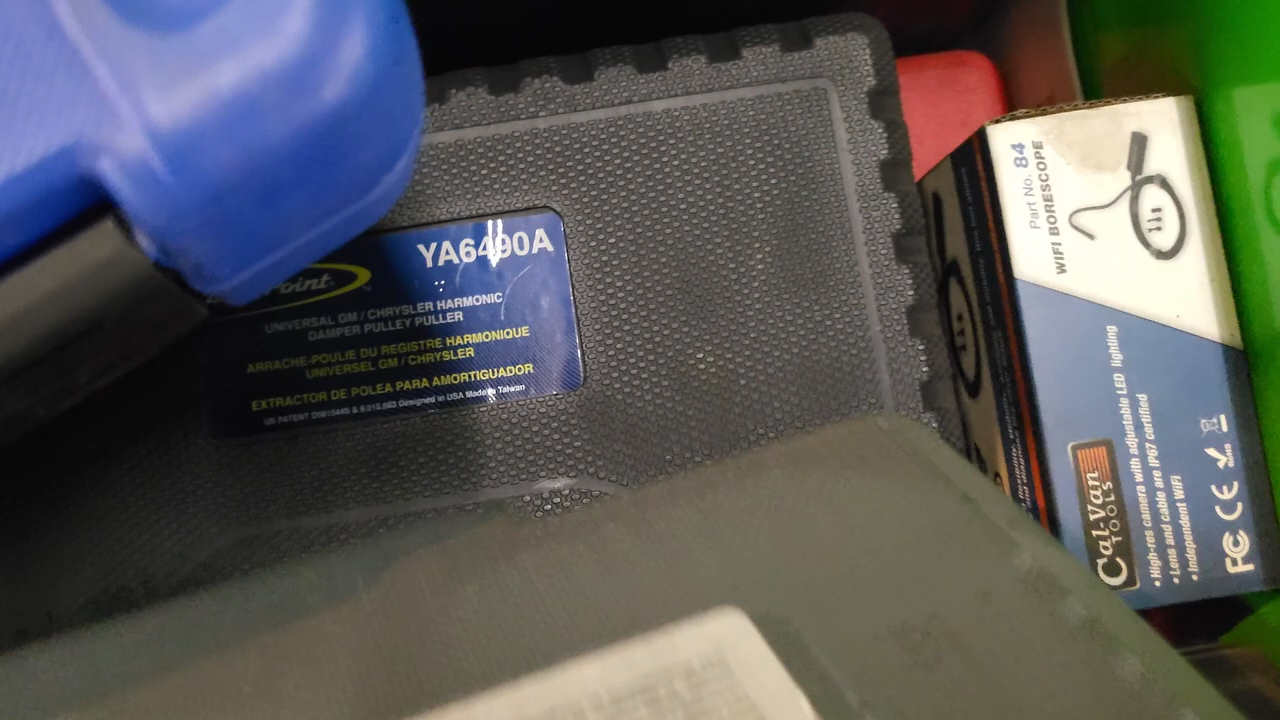 YA6490A
Point
UNIVERSAL GM / CHRYSLER HARMONIC
DAMPER PULLEY PULLER
ARRACHE-POULIE DU REGISTRE HARMONIQUE
UNIVERSEL GM / CHRYSLER
EXTRACTOR DE POLEA PARA AMORTIGUADOR
Designed in USA Made in Taiwan
Part No. 84
WIFI BORESCOPE
Cal-Van
TOOLS
• High-res camera with adjustable LED lighting
• Lens and cable are IP67 certified
• Independent WiFi
FC CE RoHS